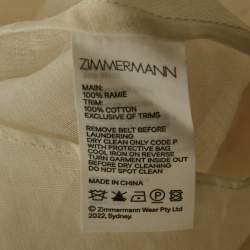 ZIMMERMANN
MAIN:
100% RAMIE
TRIM:
100% COTTON
EXCLUSIVE OF TRIMS
REMOVE BELT BEFORE
LAUNDERING
DRY CLEAN ONLY CODE P
WITH PROTECTIVE BAG
COOL IRON ON REVERSE
TURN GARMENT INSIDE OUT
BEFORE DRY CLEANING
DO NOT SPOT CLEAN
MADE IN CHINA
© Zimmermann Wear Pty Ltd
2022, Sydney.